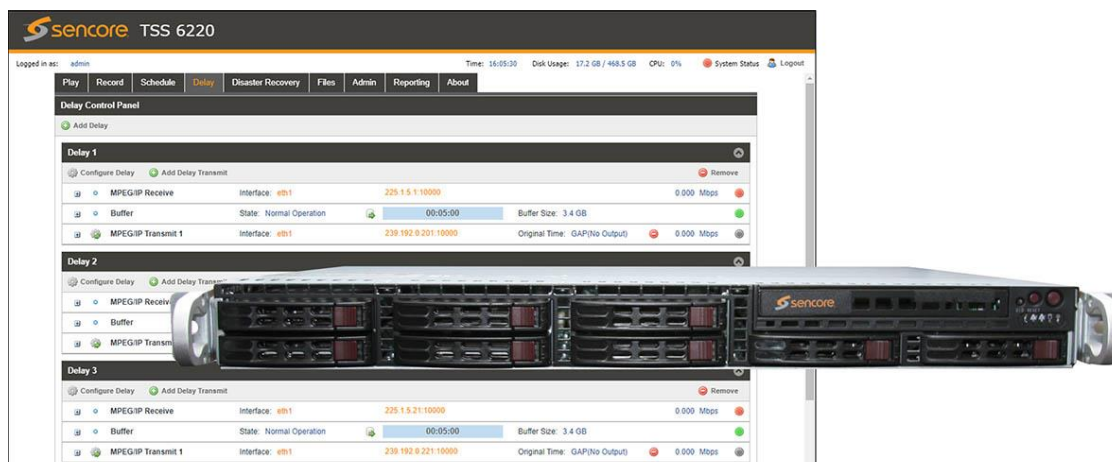 sencore TSS 6220
Logged in as: admin Time: 16:05:30 Disk Usage: 17.2 GB / 468.5 GB CPU: 0% System Status Logout
Play Record Schedule Delay Disaster Recovery Files Admin Reporting About
Delay Control Panel
Add Delay
Delay 1
Configure Delay Add Delay Transmit Remove
MPEG/IP Receive Interface: eth1 225.1.5.1:10000 0.000 Mbps
Buffer State: Normal Operation 00:05:00 Buffer Size: 3.4 GB
MPEG/IP Transmit 1 Interface: eth1 239.192.0.201:10000 Original Time: GAP(No Output) 0.000 Mbps
Delay 2
Configure Delay Add Delay
MPEG/IP
Buffer
MPEG/IP
sencore
Delay 3
Configure Delay Add Delay Transmit Remove
MPEG/IP Receive Interface: eth1 225.1.5.21:10000 0.000 Mbps
Buffer State: Normal Operation 00:05:00 Buffer Size: 3.4 GB
MPEG/IP Transmit 1 Interface: eth1 239.192.0.221:10000 Original Time: GAP(No Output) 0.000 Mbps